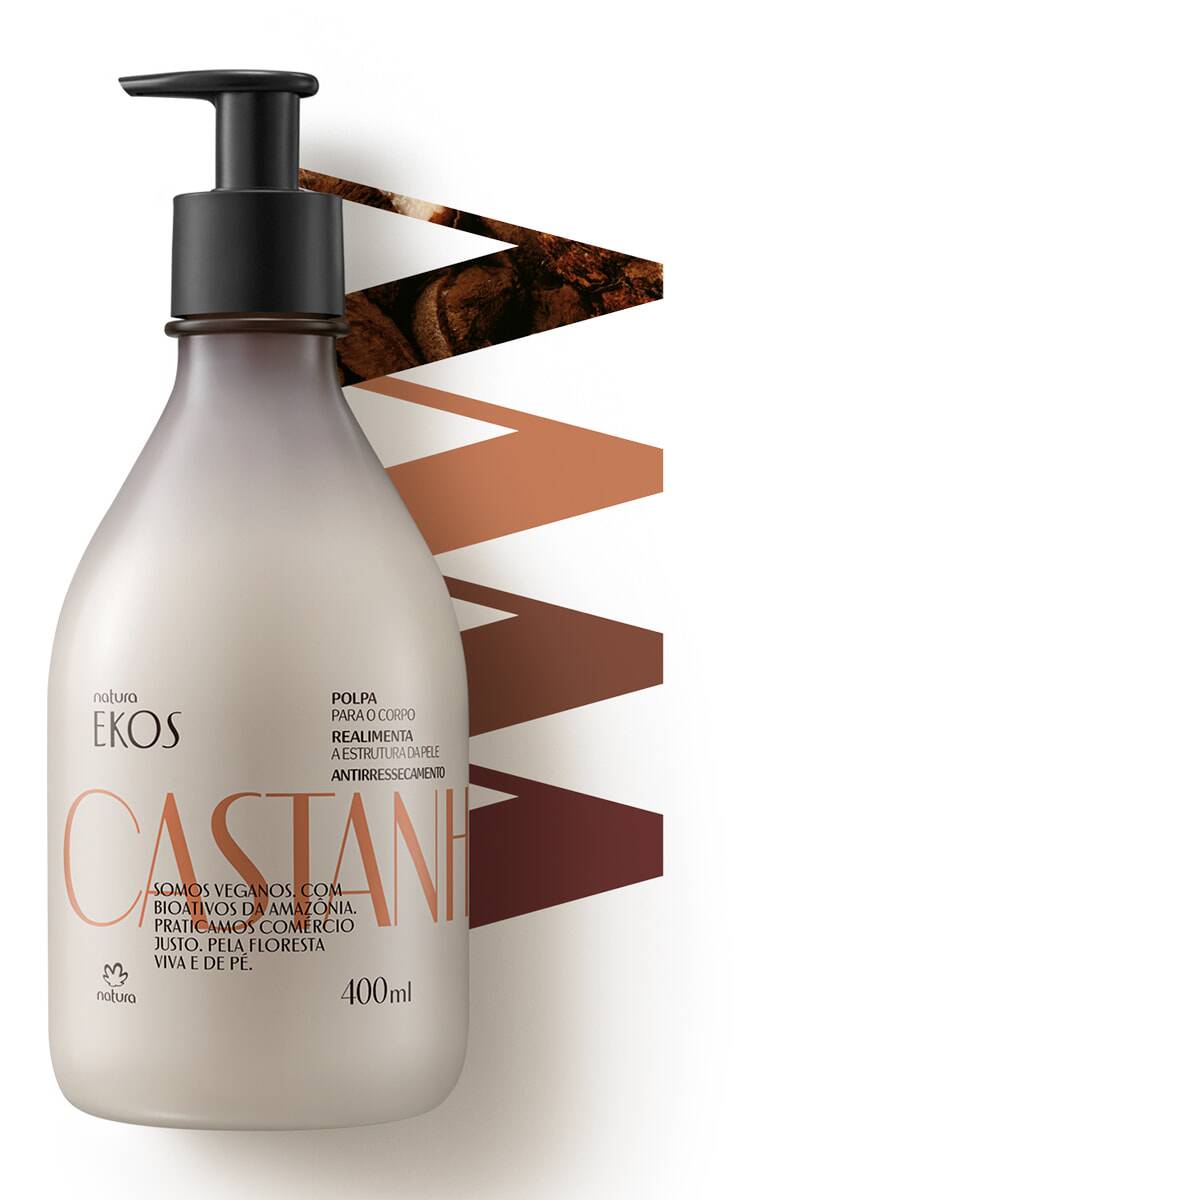 natura
EKOS
POLPA
PARA O CORPO
REALIMENTA
A ESTRUTURA DA PELE
ANTIRRESSECAMENTO
CASTANH
SOMOS VEGANOS. COM
BIOATIVOS DA AMAZÔNIA.
PRATICAMOS COMÉRCIO
JUSTO. PELA FLORESTA
VIVA E DE PÉ.
natura
400ml